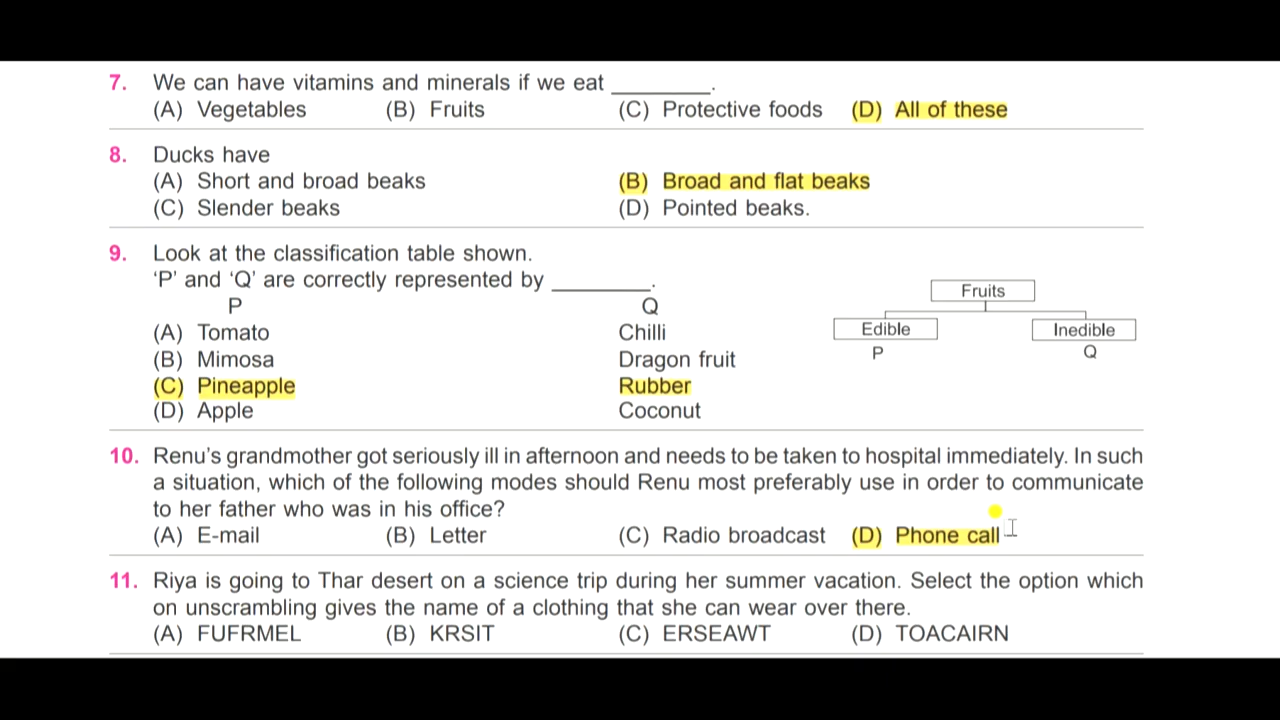 7. We can have vitamins and minerals if we eat _________.
(A) Vegetables (B) Fruits (C) Protective foods (D) All of these
8. Ducks have
(A) Short and broad beaks (B) Broad and flat beaks
(C) Slender beaks (D) Pointed beaks.
9. Look at the classification table shown.
‘P’ and ‘Q’ are correctly represented by _________.
P Q
(A) Tomato Chilli
(B) Mimosa Dragon fruit
(C) Pineapple Rubber
(D) Apple Coconut
Fruits
Edible Inedible
P Q
10. Renu’s grandmother got seriously ill in afternoon and needs to be taken to hospital immediately. In such
a situation, which of the following modes should Renu most preferably use in order to communicate
to her father who was in his office?
(A) E-mail (B) Letter (C) Radio broadcast (D) Phone call
11. Riya is going to Thar desert on a science trip during her summer vacation. Select the option which
on unscrambling gives the name of a clothing that she can wear over there.
(A) FUFRMEL (B) KRSIT (C) ERSEAWT (D) TOACAIRN